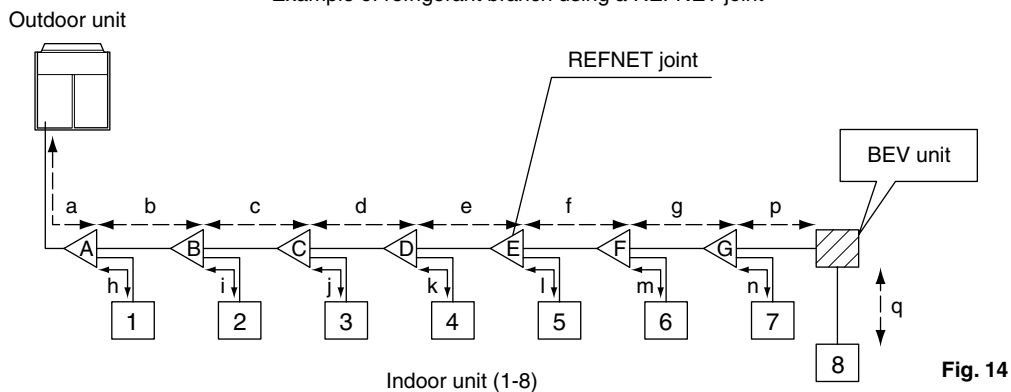 Example of refrigerant branch using a REFNET joint
Outdoor unit
REFNET joint
BEV unit
a b c d e f g p
A B C D E F G
h i j k l m n
q
1 2 3 4 5 6 7
8
Indoor unit (1-8)
Fig. 14